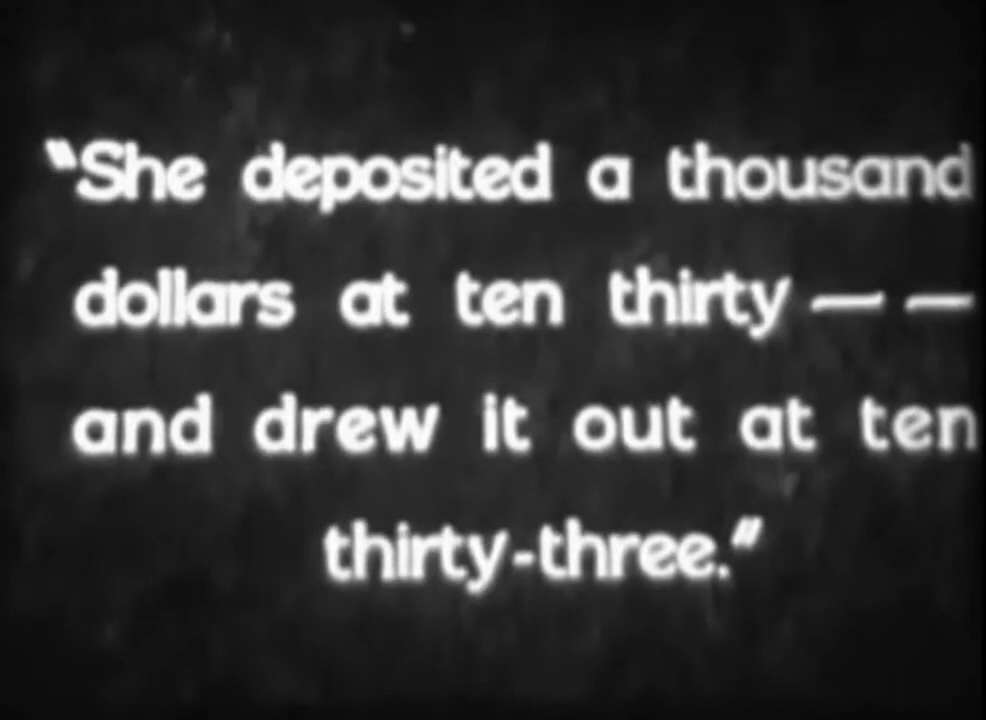 “She deposited a thousand
dollars at ten thirty — —
and drew it out at ten
thirty-three.”